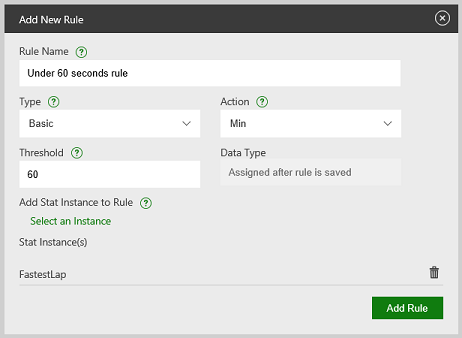 Add New Rule
Rule Name ?
Under 60 seconds rule
Type ? Action ?
Basic Min
Threshold ? Data Type
60 Assigned after rule is saved
Add Stat Instance to Rule ?
Select an Instance
Stat Instance(s)
FastestLap
Add Rule